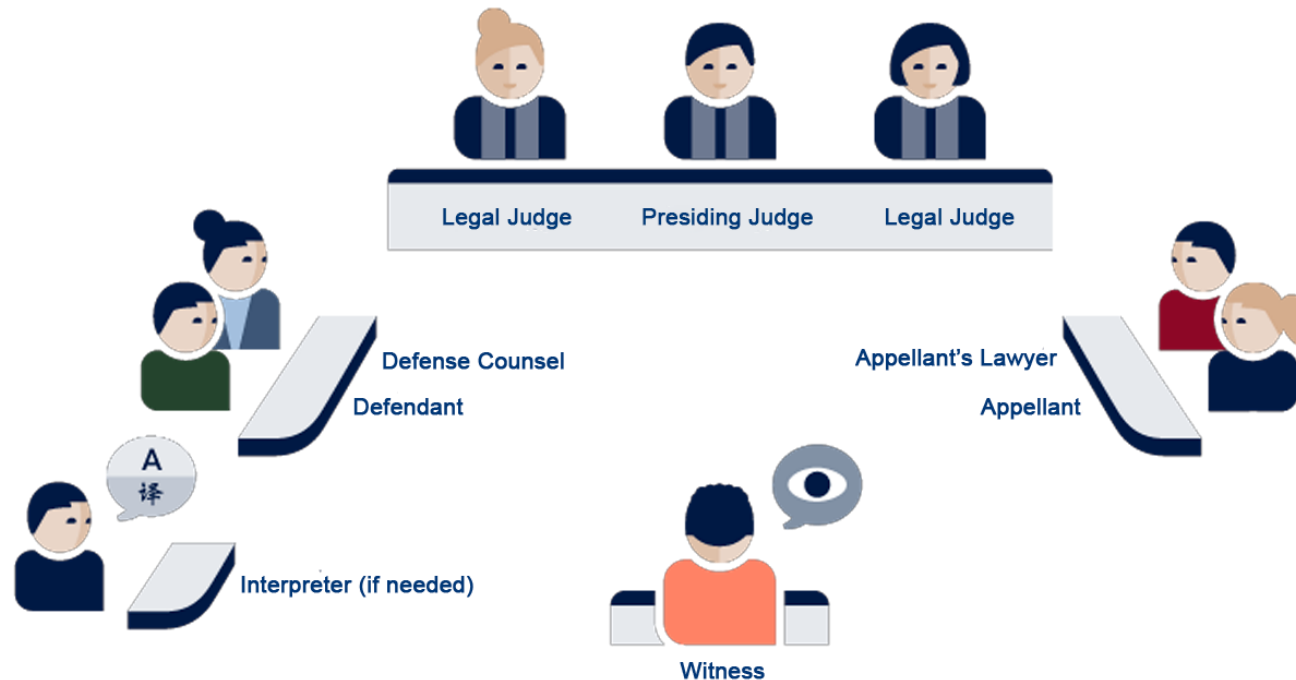 Legal Judge
Presiding Judge
Legal Judge
Defense Counsel
Appellant’s Lawyer
Defendant
Appellant
A
译
Interpreter (if needed)
Witness